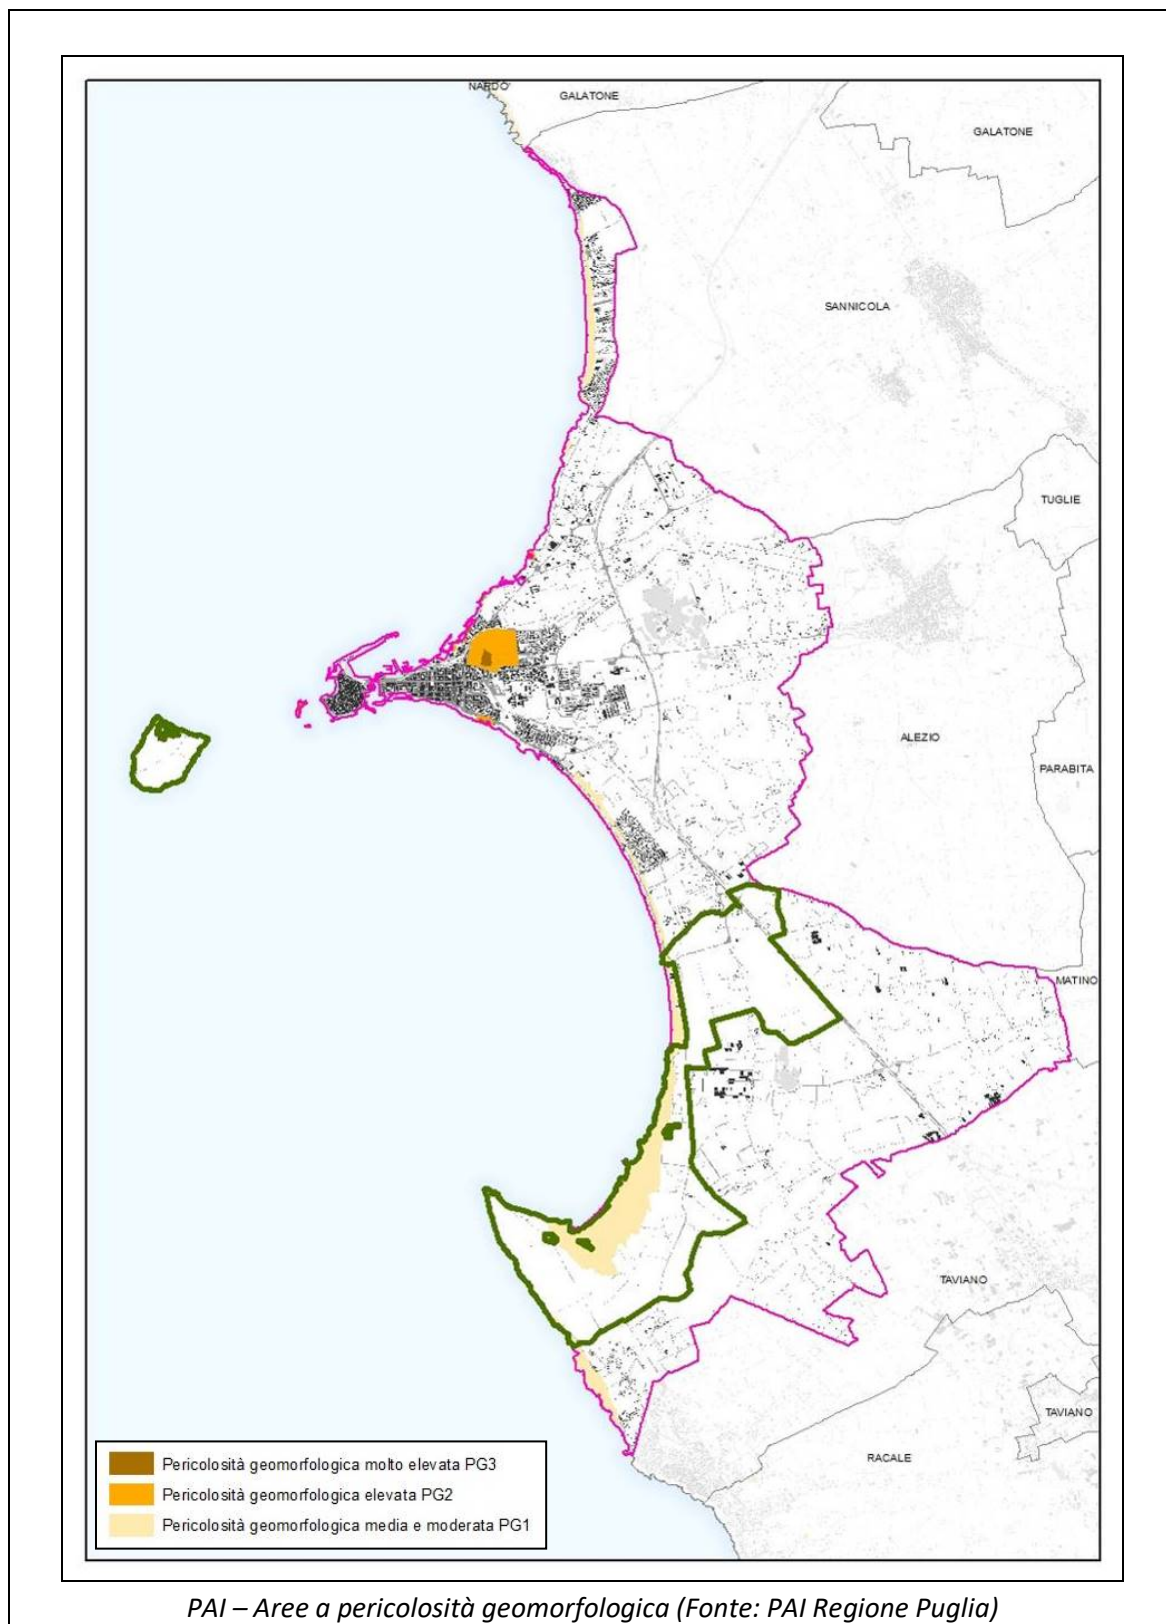 NARDO'
GALATONE
GALATONE
SANNICOLA
TUGLIE
ALEZIO
PARABITA
MATINO
TAVIANO
TAVIANO
RACALE
Pericolosità geomorfologica molto elevata PG3
Pericolosità geomorfologica elevata PG2
Pericolosità geomorfologica media e moderata PG1
PAI – Aree a pericolosità geomorfologica (Fonte: PAI Regione Puglia)